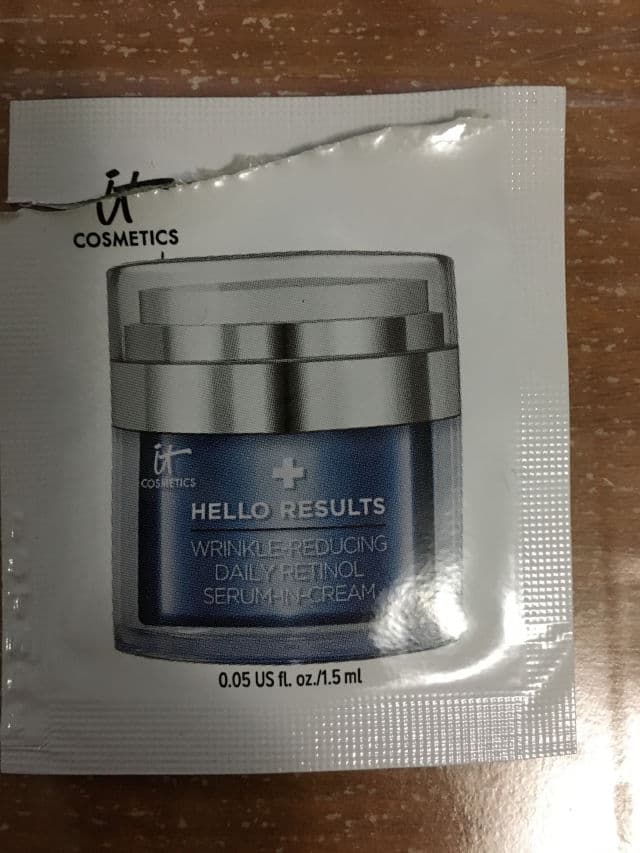 it
COSMETICS
it
COSMETICS
HELLO RESULTS
WRINKLE-REDUCING
DAILY RETINOL
SERUM-IN-CREAM
0.05 US fl. oz./1.5 ml